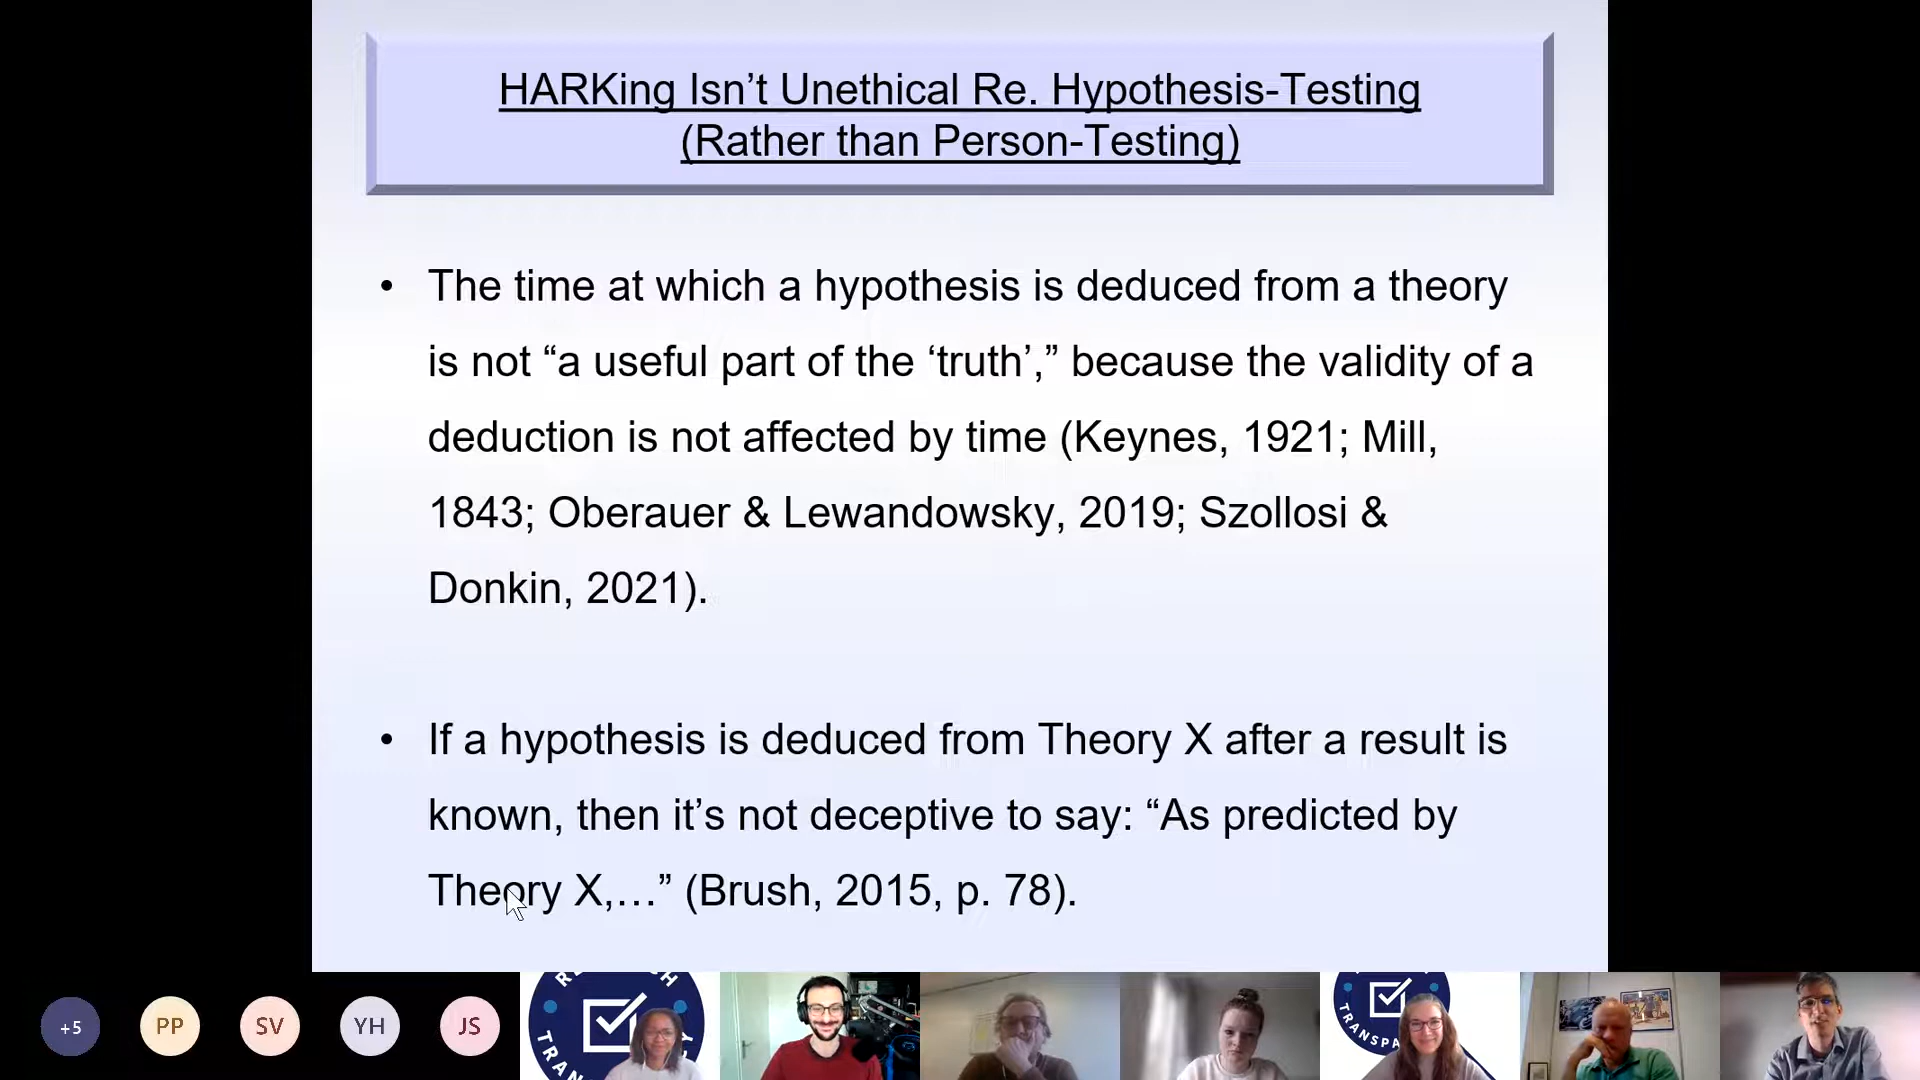 HARKing Isn’t Unethical Re. Hypothesis-Testing
(Rather than Person-Testing)
• The time at which a hypothesis is deduced from a theory
is not “a useful part of the ‘truth’,” because the validity of a
deduction is not affected by time (Keynes, 1921; Mill,
1843; Oberauer & Lewandowsky, 2019; Szollosi &
Donkin, 2021).
• If a hypothesis is deduced from Theory X after a result is
known, then it’s not deceptive to say: “As predicted by
Theory X,…” (Brush, 2015, p. 78).
+5
PP
SV
YH
JS